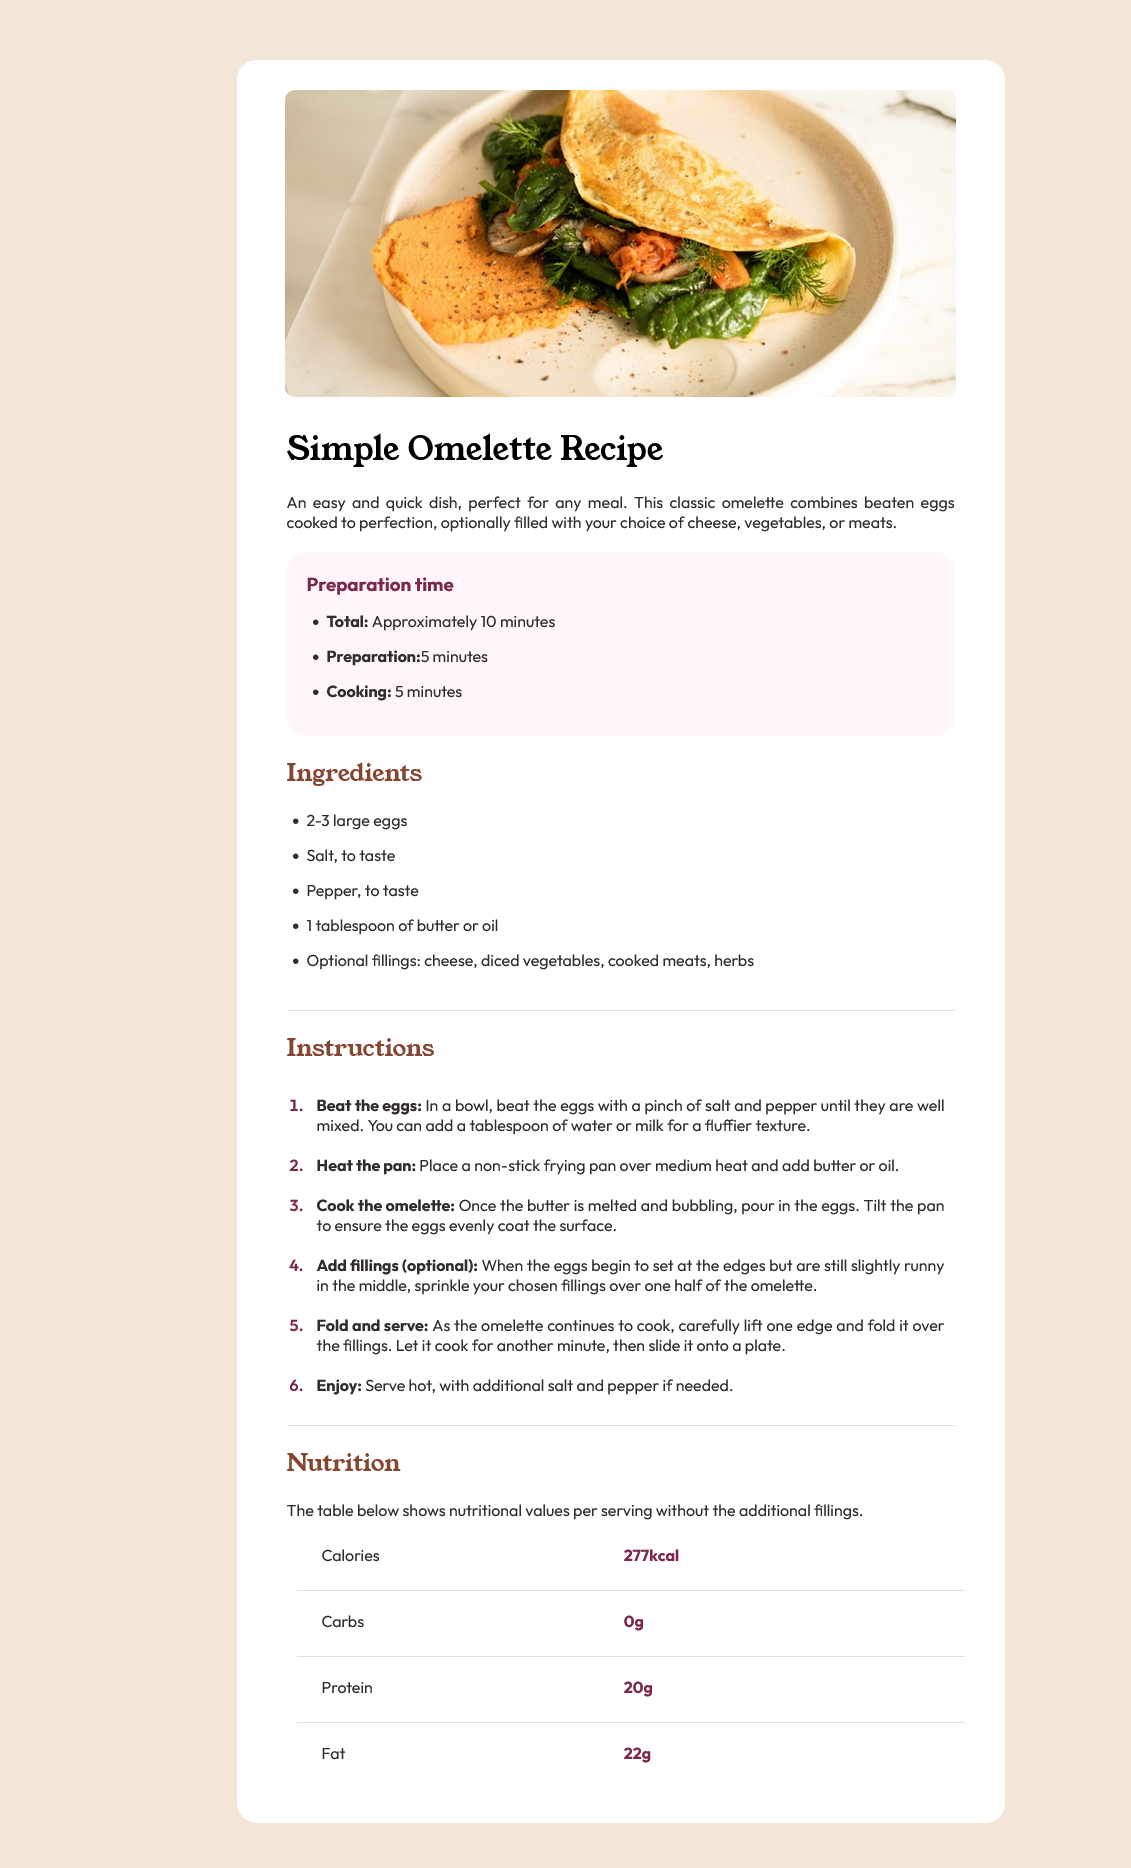 Simple Omelette Recipe
An easy and quick dish, perfect for any meal. This classic omelette combines beaten eggs
cooked to perfection, optionally filled with your choice of cheese, vegetables, or meats.
Preparation time
• Total: Approximately 10 minutes
• Preparation:5 minutes
• Cooking: 5 minutes
Ingredients
• 2-3 large eggs
• Salt, to taste
• Pepper, to taste
• 1 tablespoon of butter or oil
• Optional fillings: cheese, diced vegetables, cooked meats, herbs
Instructions
1. Beat the eggs: In a bowl, beat the eggs with a pinch of salt and pepper until they are well
mixed. You can add a tablespoon of water or milk for a fluffier texture.
2. Heat the pan: Place a non-stick frying pan over medium heat and add butter or oil.
3. Cook the omelette: Once the butter is melted and bubbling, pour in the eggs. Tilt the pan
to ensure the eggs evenly coat the surface.
4. Add fillings (optional): When the eggs begin to set at the edges but are still slightly runny
in the middle, sprinkle your chosen fillings over one half of the omelette.
5. Fold and serve: As the omelette continues to cook, carefully lift one edge and fold it over
the fillings. Let it cook for another minute, then slide it onto a plate.
6. Enjoy: Serve hot, with additional salt and pepper if needed.
Nutrition
The table below shows nutritional values per serving without the additional fillings.
Calories 277kcal
Carbs 0g
Protein 20g
Fat 22g